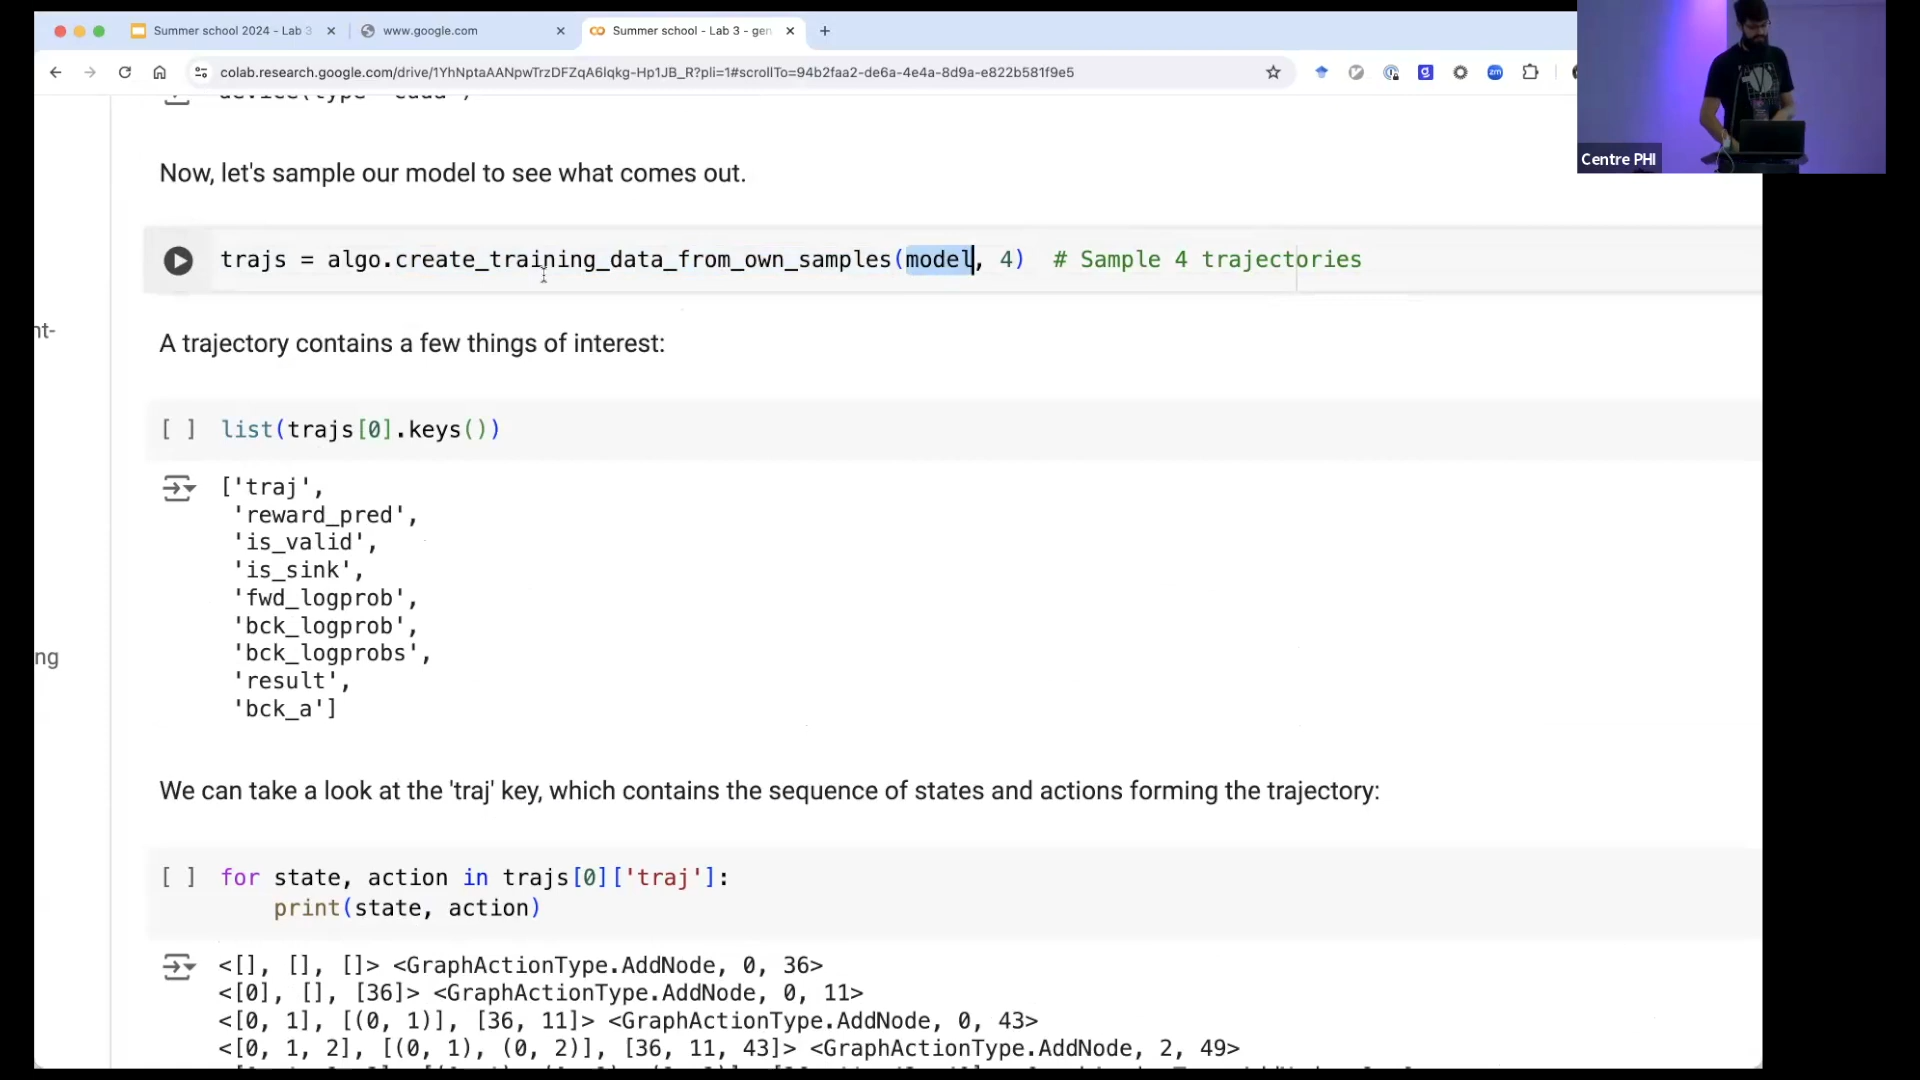 Summer school 2024 - Lab 3
www.google.com
Summer school - Lab 3 - gen
colab.research.google.com/drive/1YhNptaAANpwTrzDFZqA6lqkg-Hp1JB_R?pli=1#scrollTo=94b2faa2-de6a-4e4a-8d9a-e822b581f9e5
Centre PHI
Now, let's sample our model to see what comes out.
trajs = algo.create_training_data_from_own_samples(model, 4)  # Sample 4 trajectories
nt-
A trajectory contains a few things of interest:
[ ] list(trajs[0].keys())
['traj',
'reward_pred',
'is_valid',
'is_sink',
'fwd_logprob',
'bck_logprob',
ng
'bck_logprobs',
'result',
'bck_a']
We can take a look at the 'traj' key, which contains the sequence of states and actions forming the trajectory:
[ ] for state, action in trajs[0]['traj']:
print(state, action)
<[], [], []> <GraphActionType.AddNode, 0, 36>
<[0], [], [36]> <GraphActionType.AddNode, 0, 11>
<[0, 1], [(0, 1)], [36, 11]> <GraphActionType.AddNode, 0, 43>
<[0, 1, 2], [(0, 1), (0, 2)], [36, 11, 43]> <GraphActionType.AddNode, 2, 49>